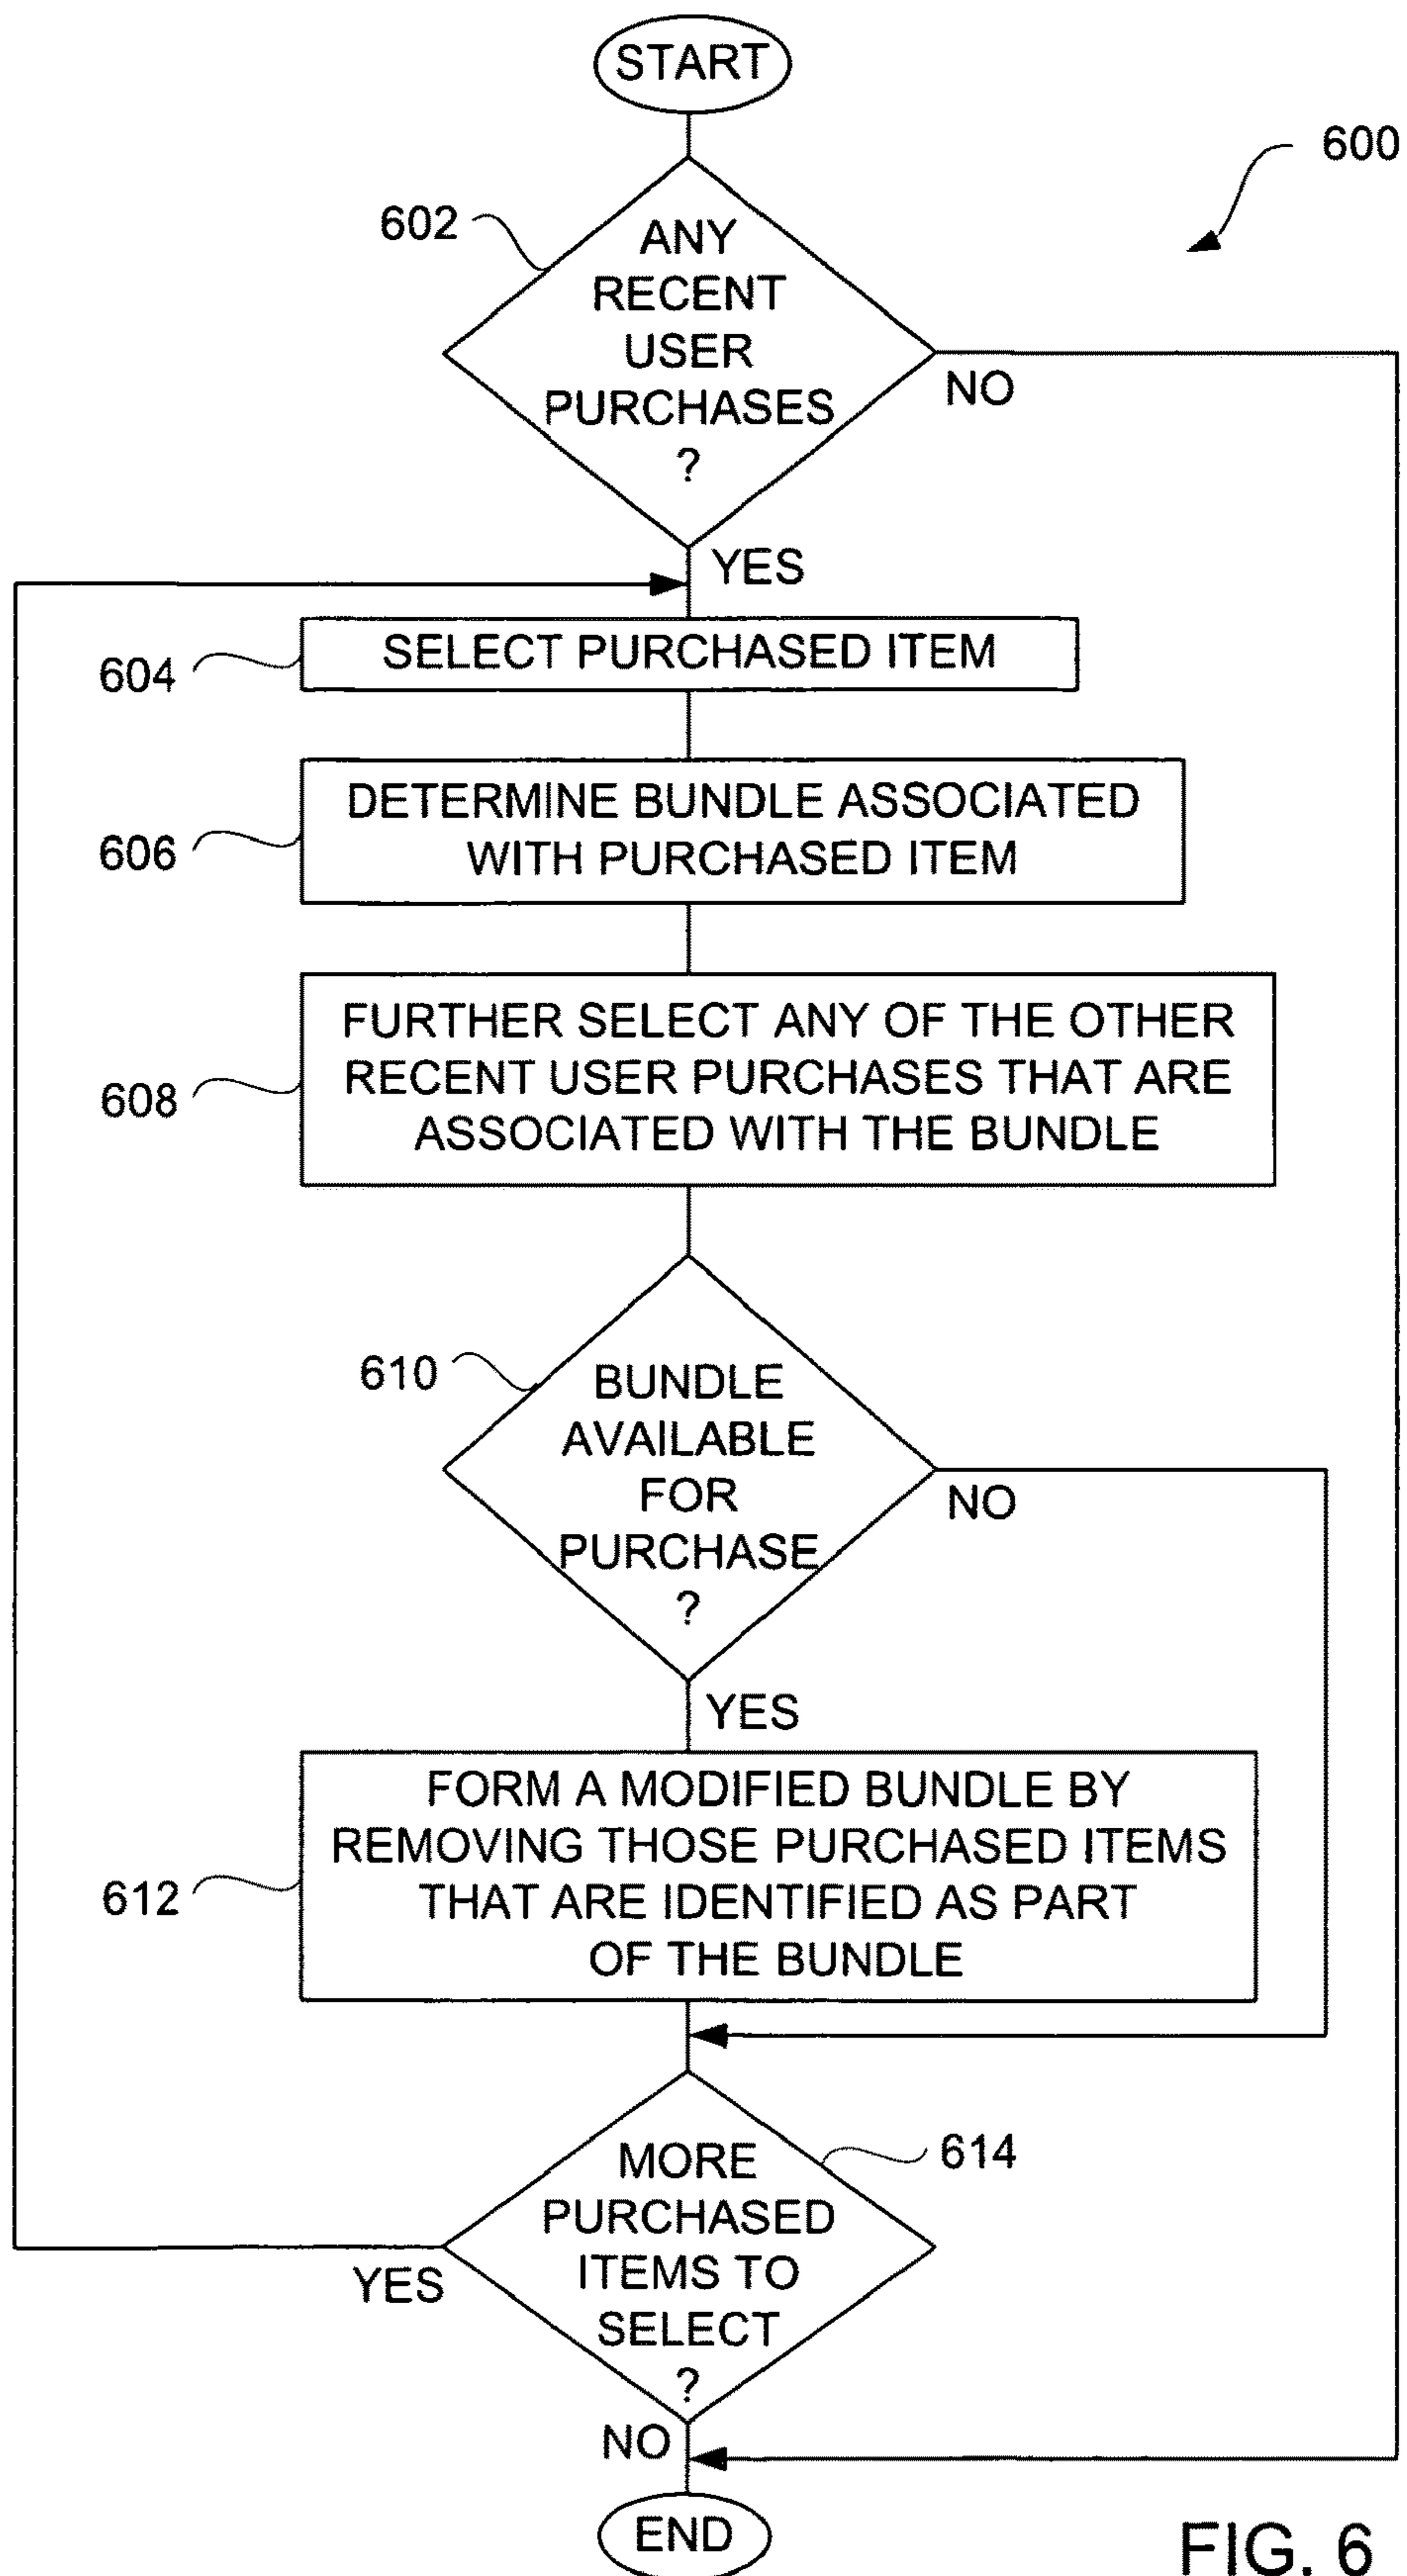 START
600
602
ANY
RECENT
USER
PURCHASES
?
NO
YES
604
SELECT PURCHASED ITEM
606
DETERMINE BUNDLE ASSOCIATED
WITH PURCHASED ITEM
608
FURTHER SELECT ANY OF THE OTHER
RECENT USER PURCHASES THAT ARE
ASSOCIATED WITH THE BUNDLE
610
BUNDLE
AVAILABLE
FOR
PURCHASE
?
NO
YES
612
FORM A MODIFIED BUNDLE BY
REMOVING THOSE PURCHASED ITEMS
THAT ARE IDENTIFIED AS PART
OF THE BUNDLE
614
MORE
PURCHASED
ITEMS TO
SELECT
?
YES
NO
END
FIG. 6